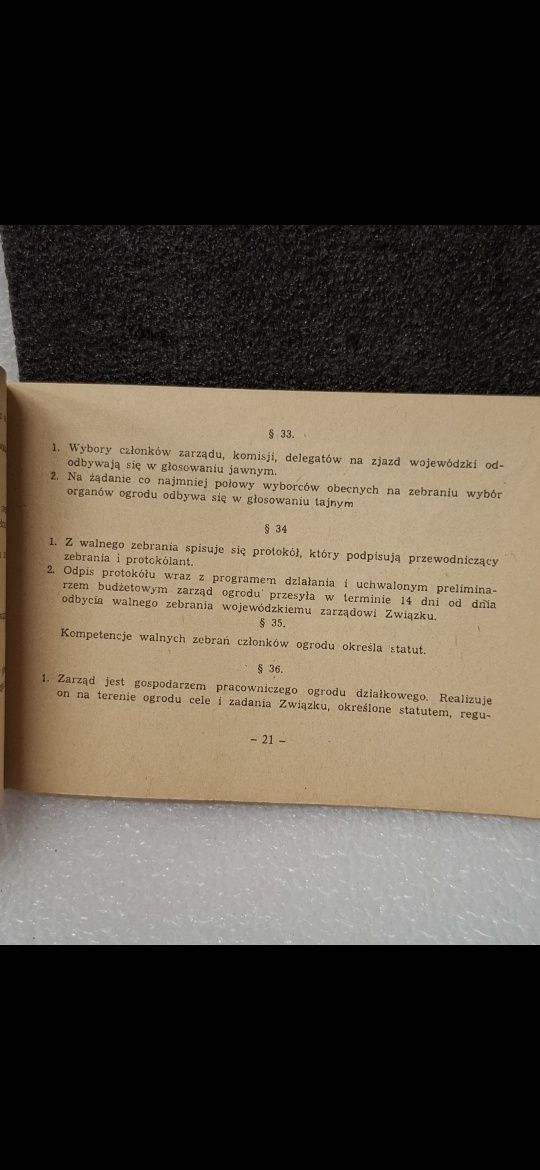 § 33.
1. Wybory członków zarządu, komisji, delegatów na zjazd wojewódzki od-
odbywają się w głosowaniu jawnym.
2. Na żądanie co najmniej połowy wyborców obecnych na zebraniu wybór
organów ogrodu odbywa się w głosowaniu tajnym
§ 34
1. Z walnego zebrania spisuje się protokół, który podpisują przewodniczący
zebrania i protokólant.
2. Odpis protokółu wraz z programem działania i uchwalonym prelimina-
rzem budżetowym zarząd ogrodu przesyła w terminie 14 dni od dnia
odbycia walnego zebrania wojewódzkiemu zarządowi Związku.
§ 35.
Kompetencje walnych zebrań członków ogrodu określa statut.
§ 36.
1. Zarząd jest gospodarzem pracowniczego ogrodu działkowego. Realizuje
on na terenie ogrodu cele i zadania Związku, określone statutem, regu-
– 21 –